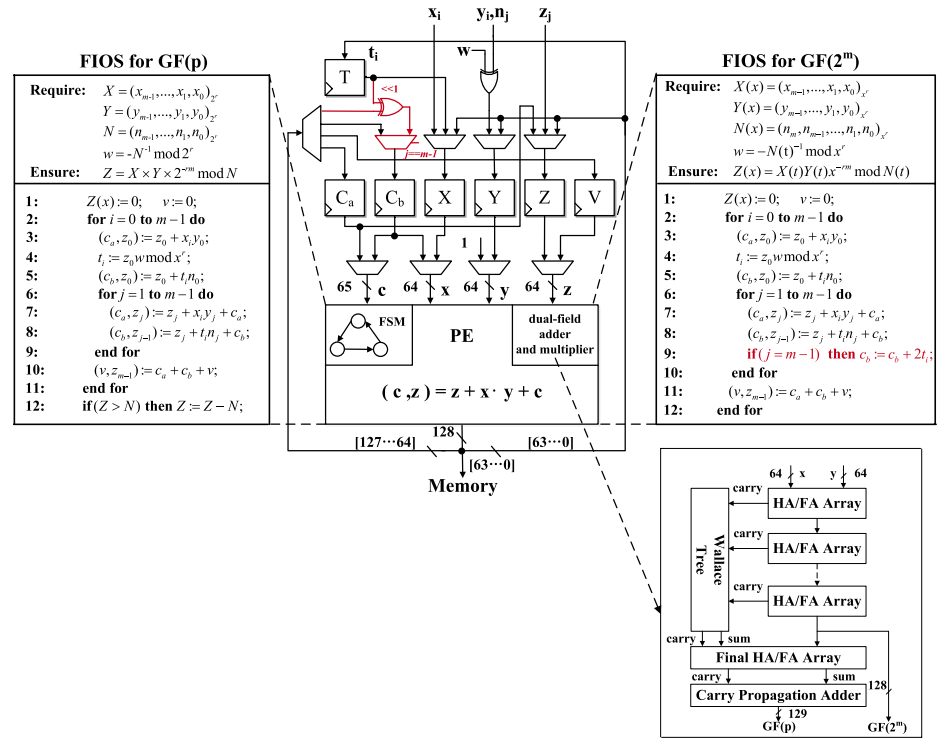 x_i y_i,n_j z_j
t_i w
T
<<1
j==m-1
C_a C_b X Y Z V
1
65 c 64 x 64 y 64 z
FSM
PE
dual-field
adder
and multiplier
( c ,z ) = z + x· y + c
128
[127···64] [63···0]
[63···0]
Memory
FIOS for GF(p)
Require: X = (x_{m-1},...,x_1,x_0)_{2^r}
Y = (y_{m-1},...,y_1,y_0)_{2^r}
N = (n_{m-1},...,n_1,n_0)_{2^r}
w = -N^{-1} mod 2^r
Ensure: Z = X × Y × 2^{-rm} mod N
1: Z(x) := 0; v := 0;
2: for i = 0 to m − 1 do
3: (c_a, z_0) := z_0 + x_i y_0;
4: t_i := z_0 w mod x^r;
5: (c_b, z_0) := z_0 + t_i n_0;
6: for j = 1 to m − 1 do
7: (c_a, z_j) := z_j + x_i y_j + c_a;
8: (c_b, z_{j-1}) := z_j + t_i n_j + c_b;
9: end for
10: (v, z_{m-1}) := c_a + c_b + v;
11: end for
12: if (Z > N) then Z := Z − N;
FIOS for GF(2^m)
Require: X(x) = (x_{m-1},...,x_1,x_0)_{x^r}
Y(x) = (y_{m-1},...,y_1,y_0)_{x^r}
N(x) = (n_m,n_{m-1},...,n_1,n_0)_{x^r}
w = −N(t)^{-1} mod x^r
Ensure: Z(x) = X(t)Y(t)x^{-rm} mod N(t)
1: Z(x) := 0; v := 0;
2: for i = 0 to m − 1 do
3: (c_a, z_0) := z_0 + x_i y_0;
4: t_i := z_0 w mod x^r;
5: (c_b, z_0) := z_0 + t_i n_0;
6: for j = 1 to m − 1 do
7: (c_a, z_j) := z_j + x_i y_j + c_a;
8: (c_b, z_{j-1}) := z_j + t_i n_j + c_b;
9: if (j = m − 1) then c_b := c_b + 2t_i;
10: end for
11: (v, z_{m-1}) := c_a + c_b + v;
12: end for
64 x y 64
carry HA/FA Array
carry HA/FA Array
carry HA/FA Array
Wallace Tree
carry sum
Final HA/FA Array
carry sum
Carry Propagation Adder
128
129
GF(p) GF(2^m)